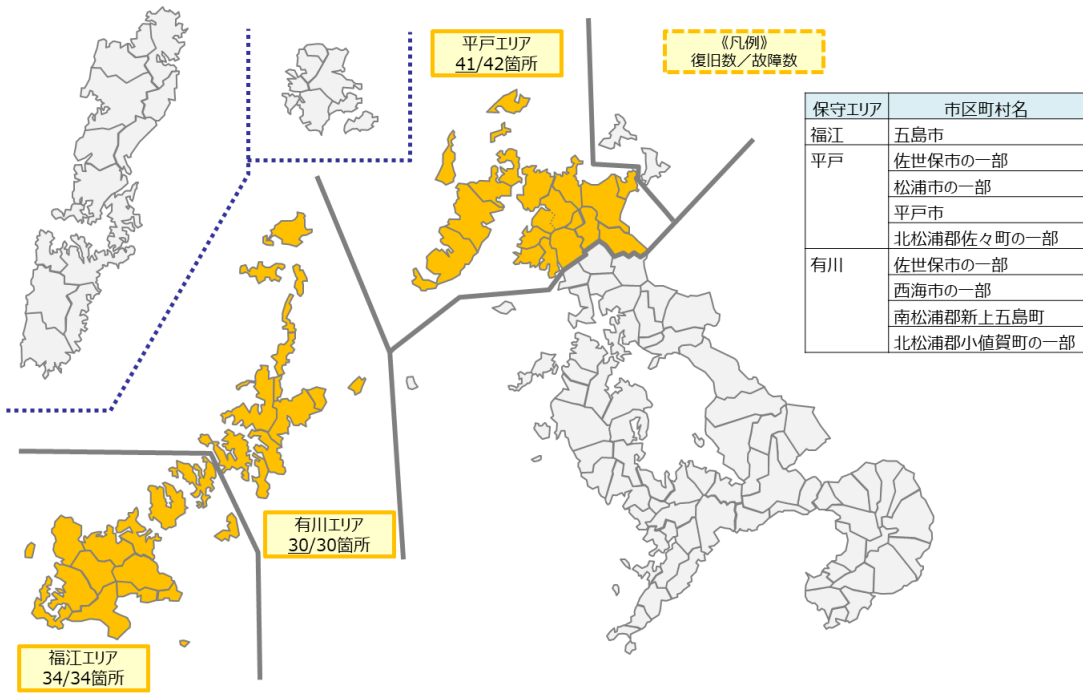 平戸エリア
41/42箇所
《凡例》
復旧数／故障数
保守エリア 市区町村名
福江 五島市
平戸 佐世保市の一部
松浦市の一部
平戸市
北松浦郡佐々町の一部
有川 佐世保市の一部
西海市の一部
南松浦郡新上五島町
北松浦郡小値賀町の一部
有川エリア
30/30箇所
福江エリア
34/34箇所